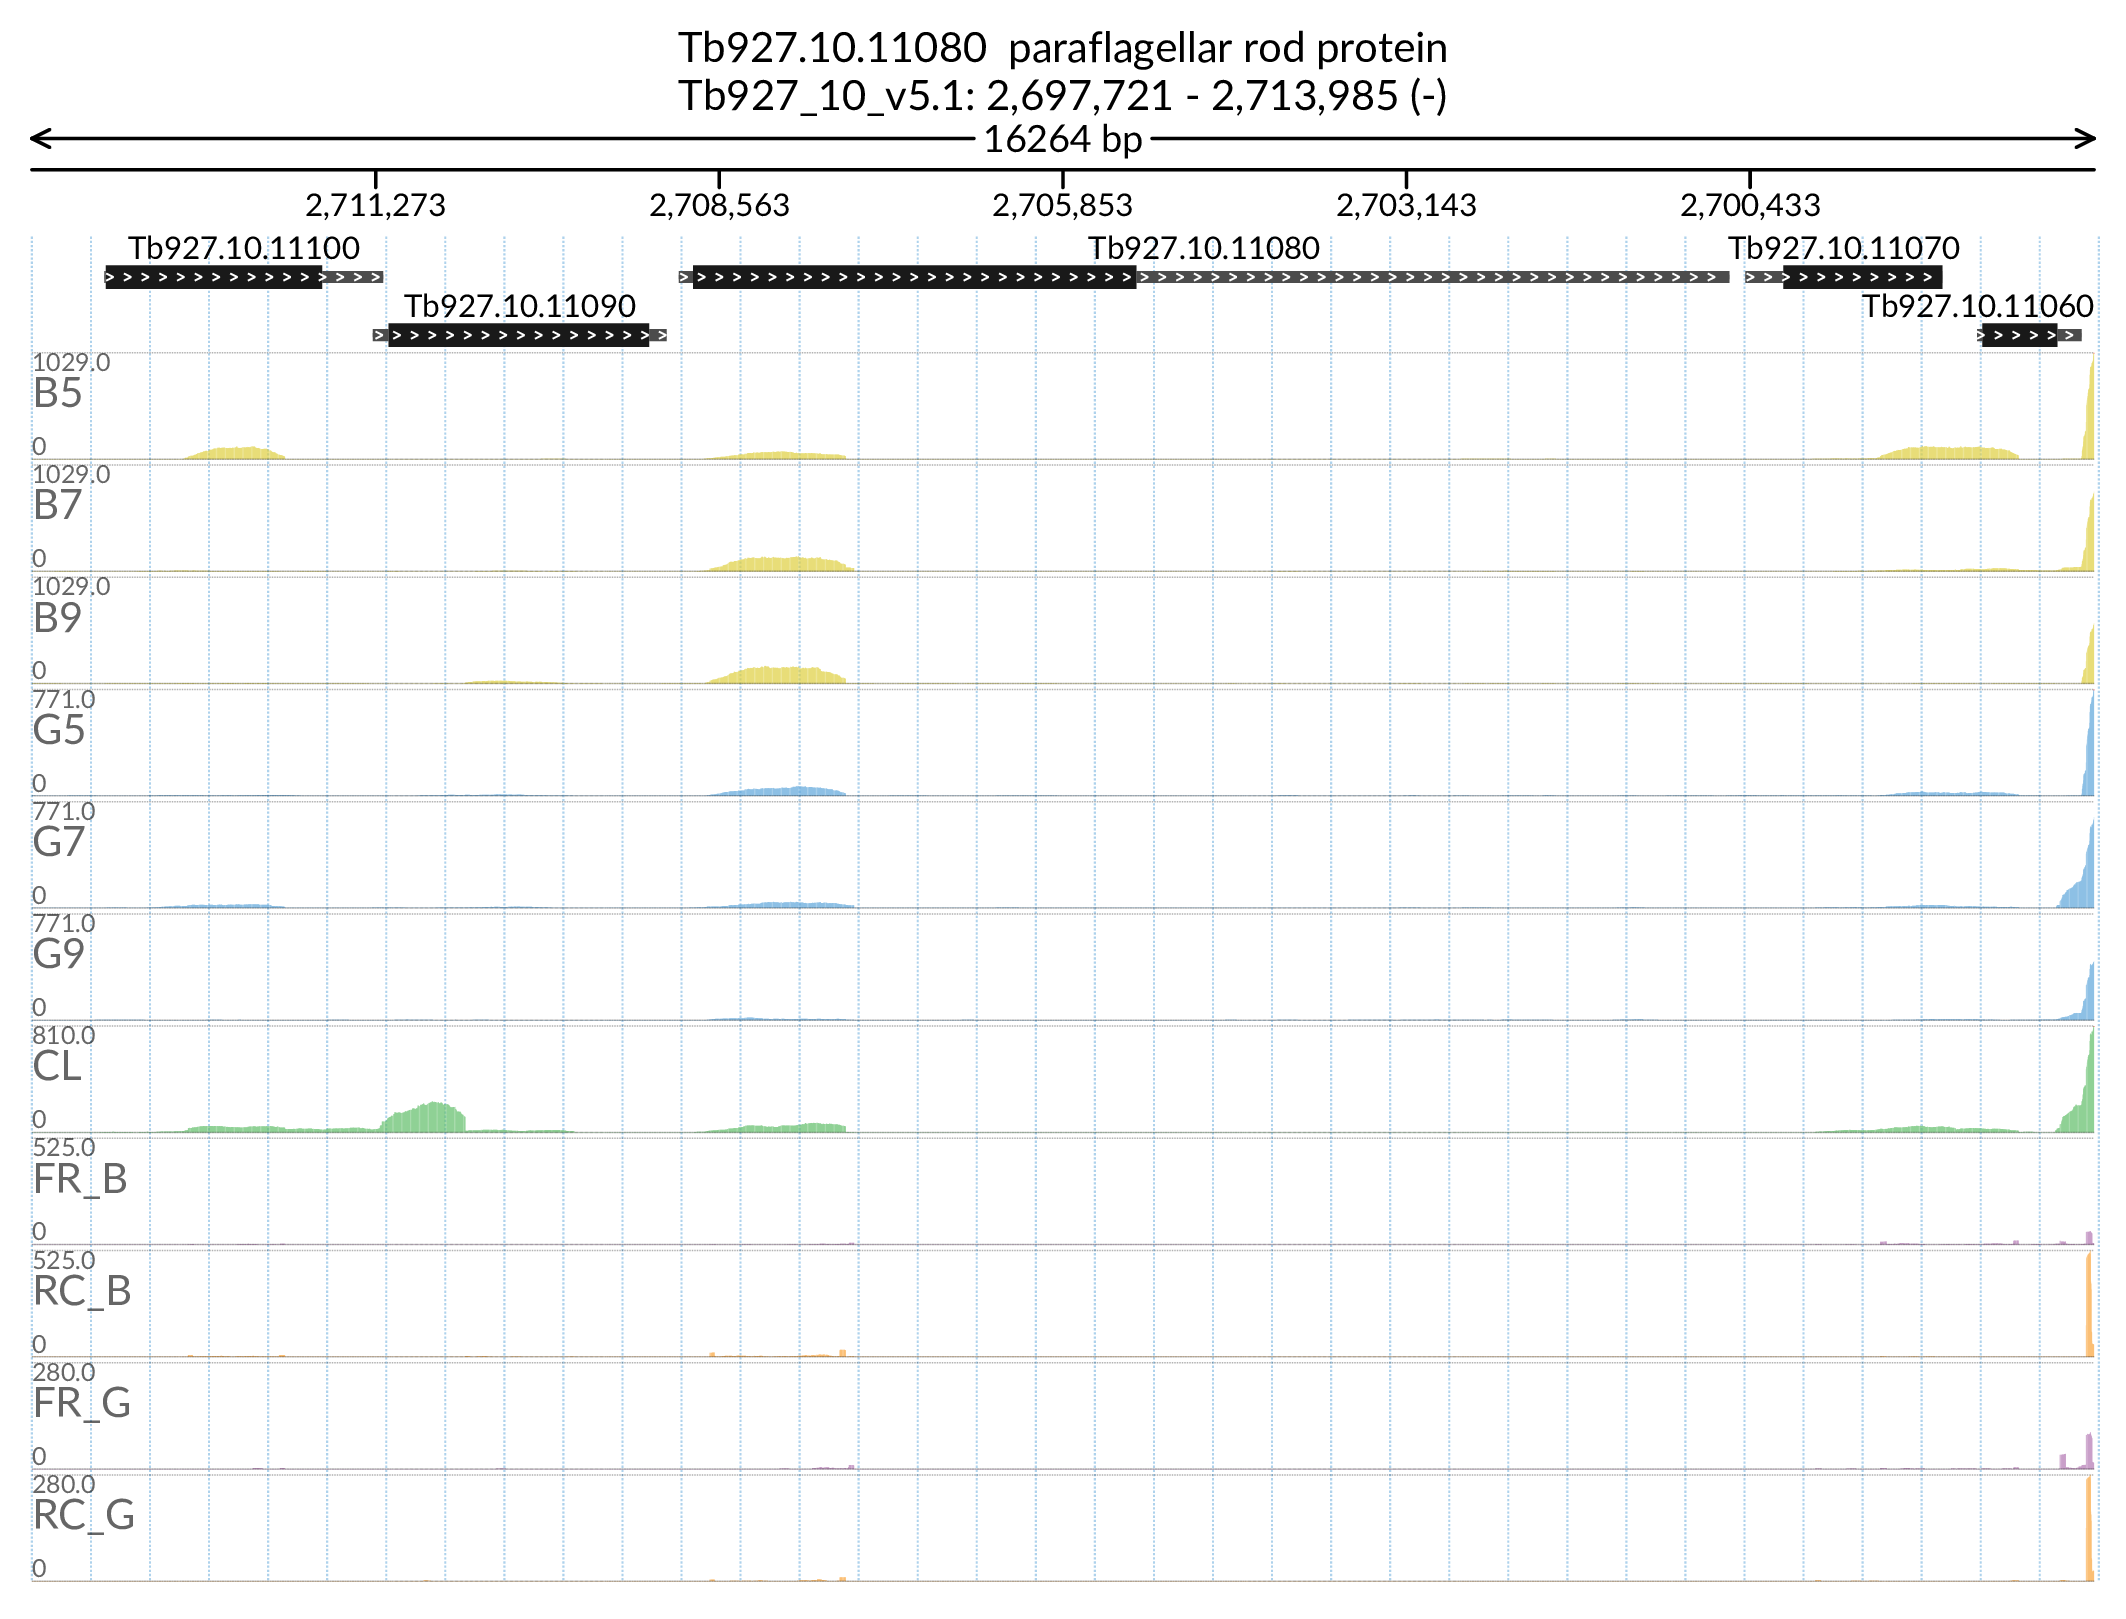 Tb927.10.11080  paraflagellar rod protein
Tb927_10_v5.1: 2,697,721 - 2,713,985 (-)
16264 bp
2,711,273 2,708,563 2,705,853 2,703,143 2,700,433
Tb927.10.11100 Tb927.10.11080 Tb927.10.11070
Tb927.10.11090 Tb927.10.11060
1029.0
B5
0
1029.0
B7
0
1029.0
B9
0
771.0
G5
0
771.0
G7
0
771.0
G9
0
810.0
CL
0
525.0
FR_B
0
525.0
RC_B
0
280.0
FR_G
0
280.0
RC_G
0